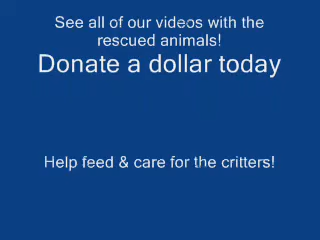 See all of our videos with the
rescued animals!
Donate a dollar today
Help feed & care for the critters!